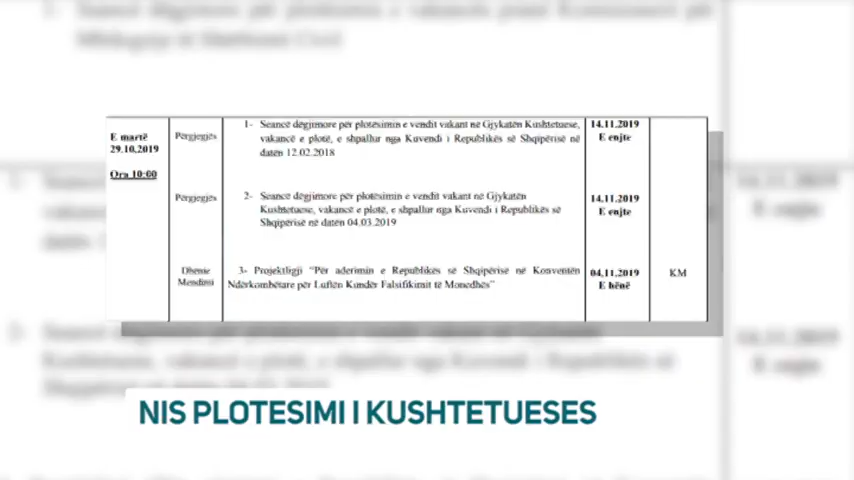 1- Seancë dëgjimore për plotësimin e vendit vakant në Gjykatën Kushtetuese,
vakancë e plotë, e shpallur nga Kuvendi i Republikës së Shqipërisë në
datën 12.02.2018
E martë
29.10.2019
Ora 10:00
Përgjegjës
14.11.2019
E enjte
Përgjegjës
2- Seancë dëgjimore për plotësimin e vendit vakant në Gjykatën
Kushtetuese, vakancë e plotë, e shpallur nga Kuvendi i Republikës së
Shqipërisë në datën 04.03.2019
14.11.2019
E enjte
Dhënie
Mendimi
3- Projektligji “Për aderimin e Republikës së Shqipërisë në Konventën
Ndërkombëtare për Luftën Kundër Falsifikimit të Monedhës”
04.11.2019
E hënë
KM
NIS PLOTESIMI I KUSHTETUESES